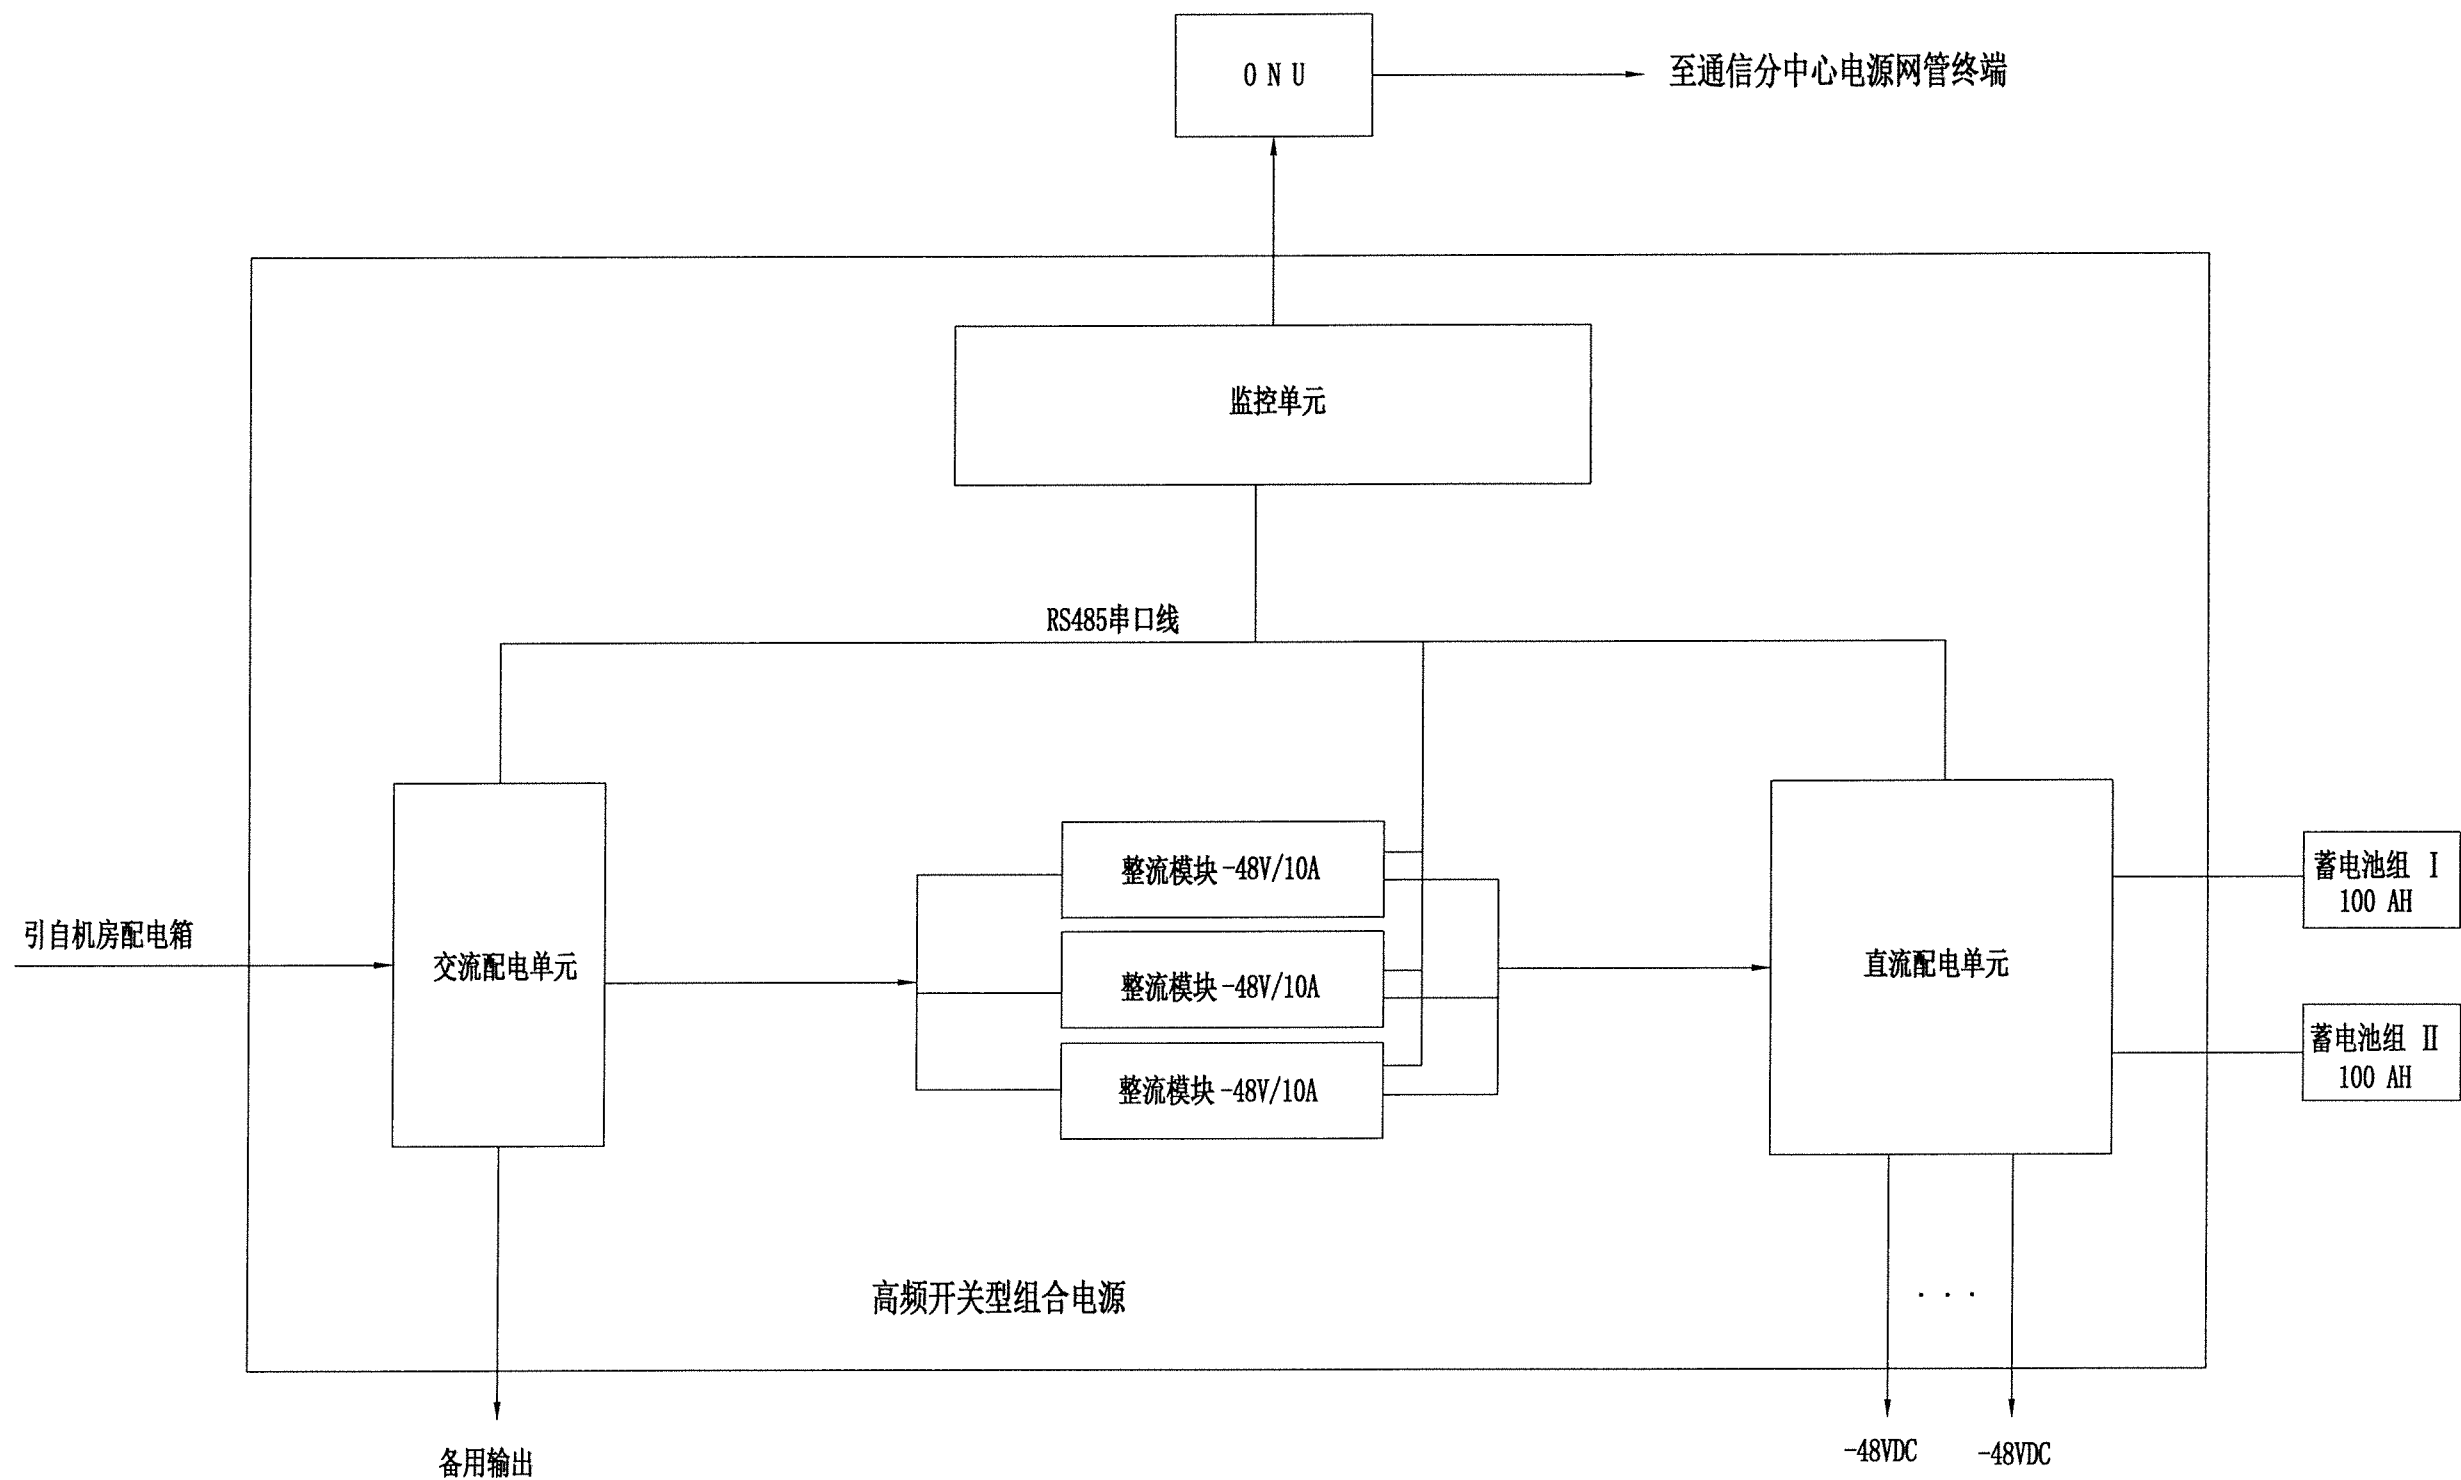 ONU
至通信分中心电源网管终端
监控单元
RS485串口线
整流模块-48V/10A
蓄电池组 Ⅰ
100 AH
引自机房配电箱
交流配电单元
整流模块-48V/10A
直流配电单元
蓄电池组 Ⅱ
100 AH
整流模块-48V/10A
高频开关型组合电源
...
备用输出
-48VDC
-48VDC